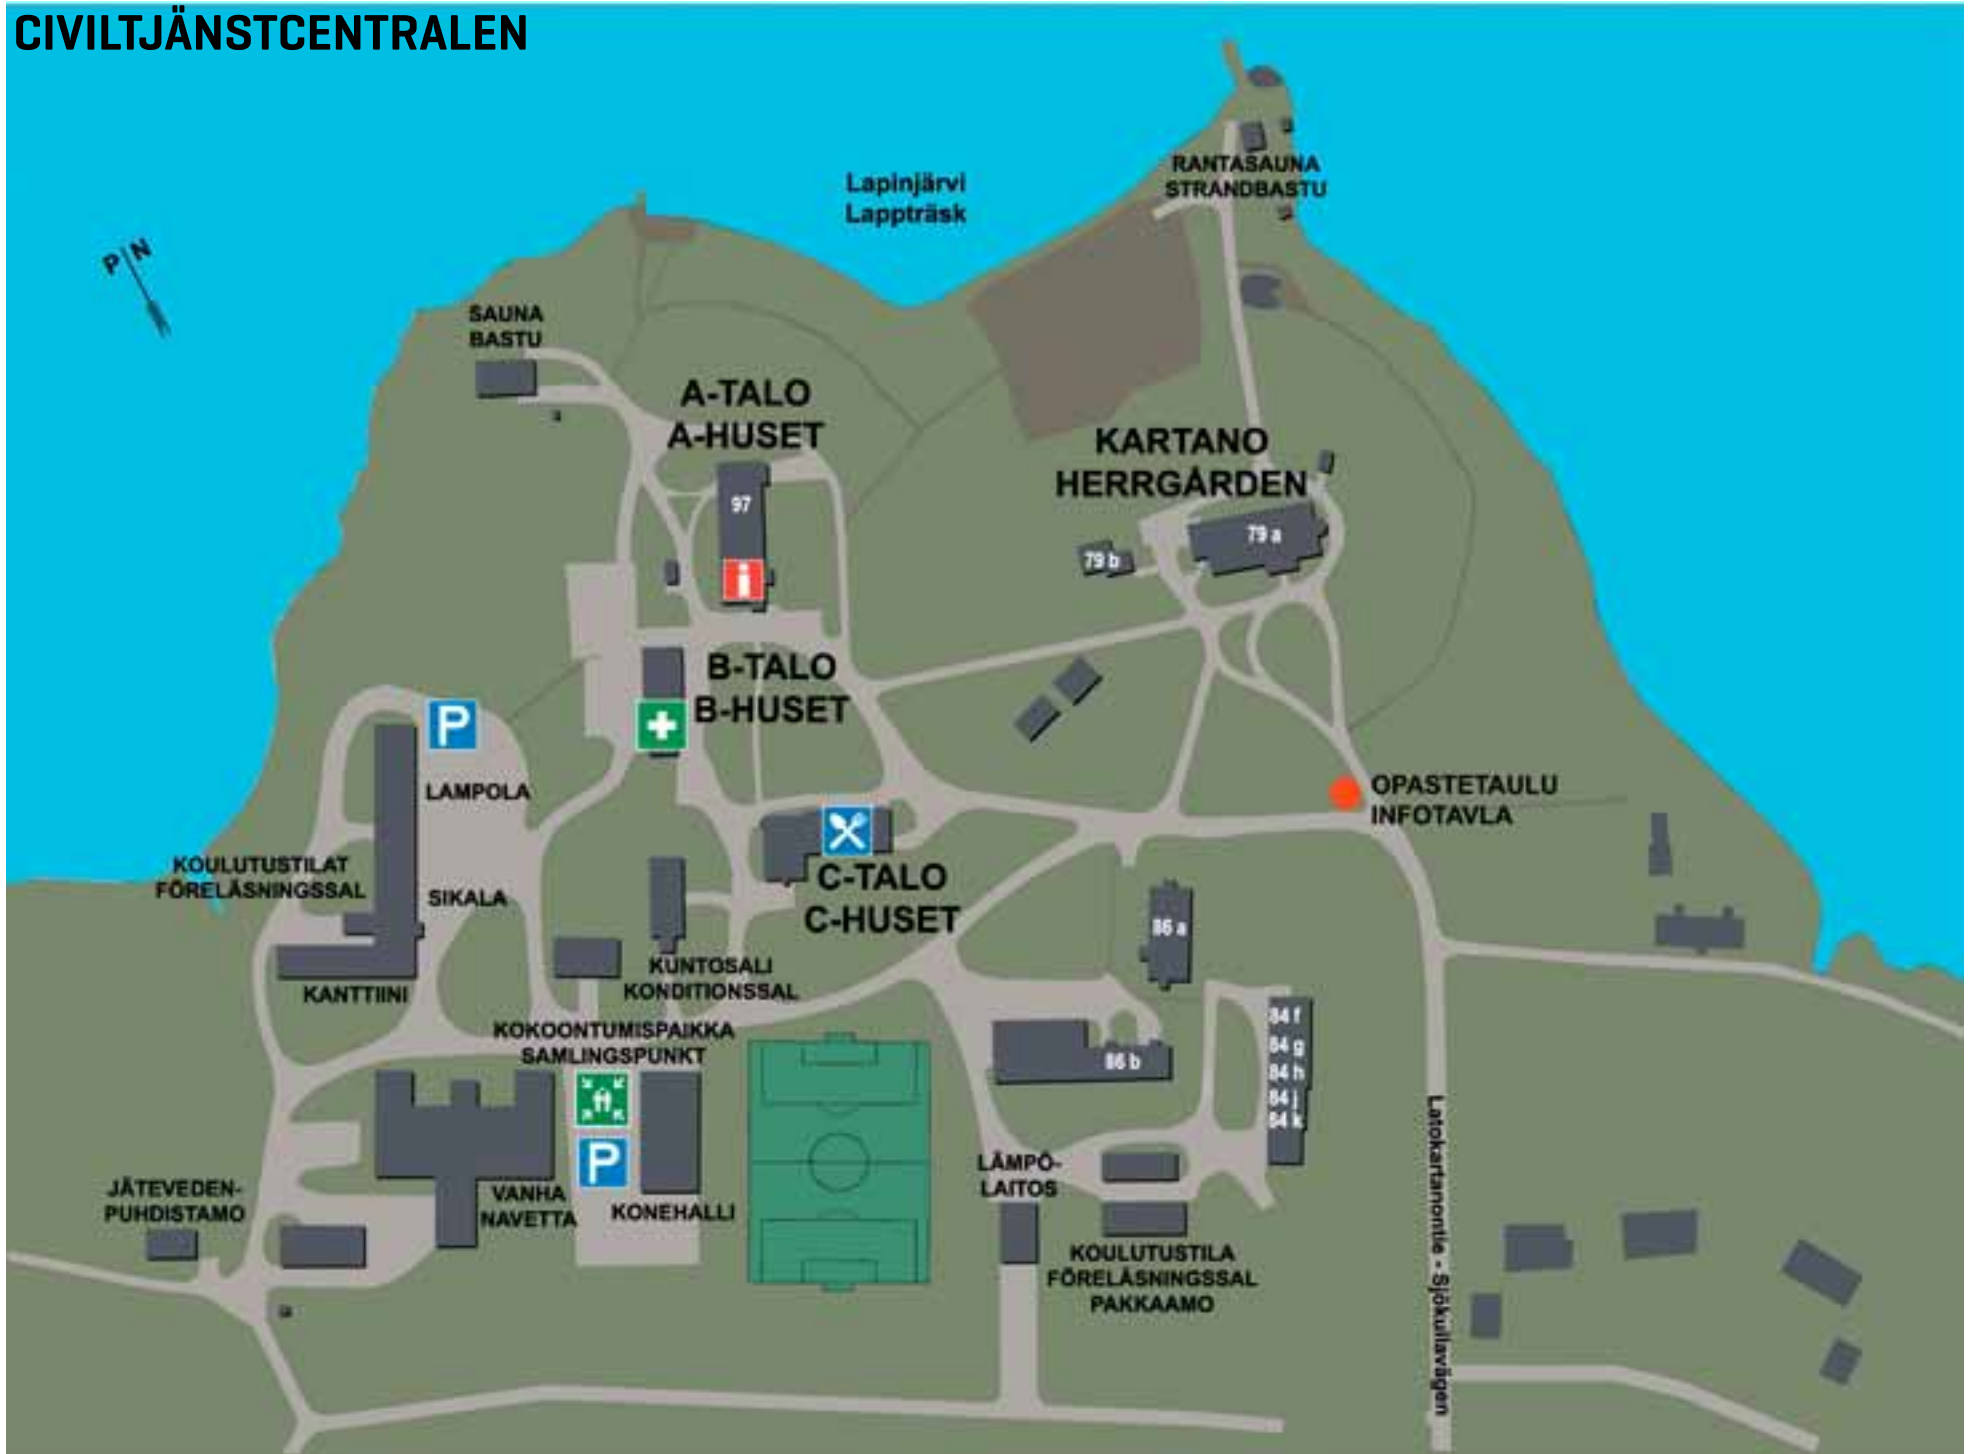 CIVILTJÄNSTCENTRALEN
RANTASAUNA
STRANDBASTU
Lapinjärvi
Lappträsk
P N
SAUNA
BASTU
A-TALO
A-HUSET
97
i
KARTANO
HERRGÅRDEN
79 a
79 b
B-TALO
B-HUSET
P
LAMPOLA
OPASTETAULU
INFOTAVLA
KOULUTUSTILAT
FÖRELÄSNINGSSAL
SIKALA
C-TALO
C-HUSET
86 a
KUNTOSALI
KONDITIONSSAL
KANTTIINI
KOKOONTUMISPAIKKA
SAMLINGSPUNKT
84 f
84 g
84 h
84 j
84 k
86 b
P
LÄMPÖ-
LAITOS
JÄTEVEDEN-
PUHDISTAMO
VANHA
NAVETTA
KONEHALLI
KOULUTUSTILA
FÖRELÄSNINGSSAL
PAKKAAMO
Latokartanontie - Sjökullavägen